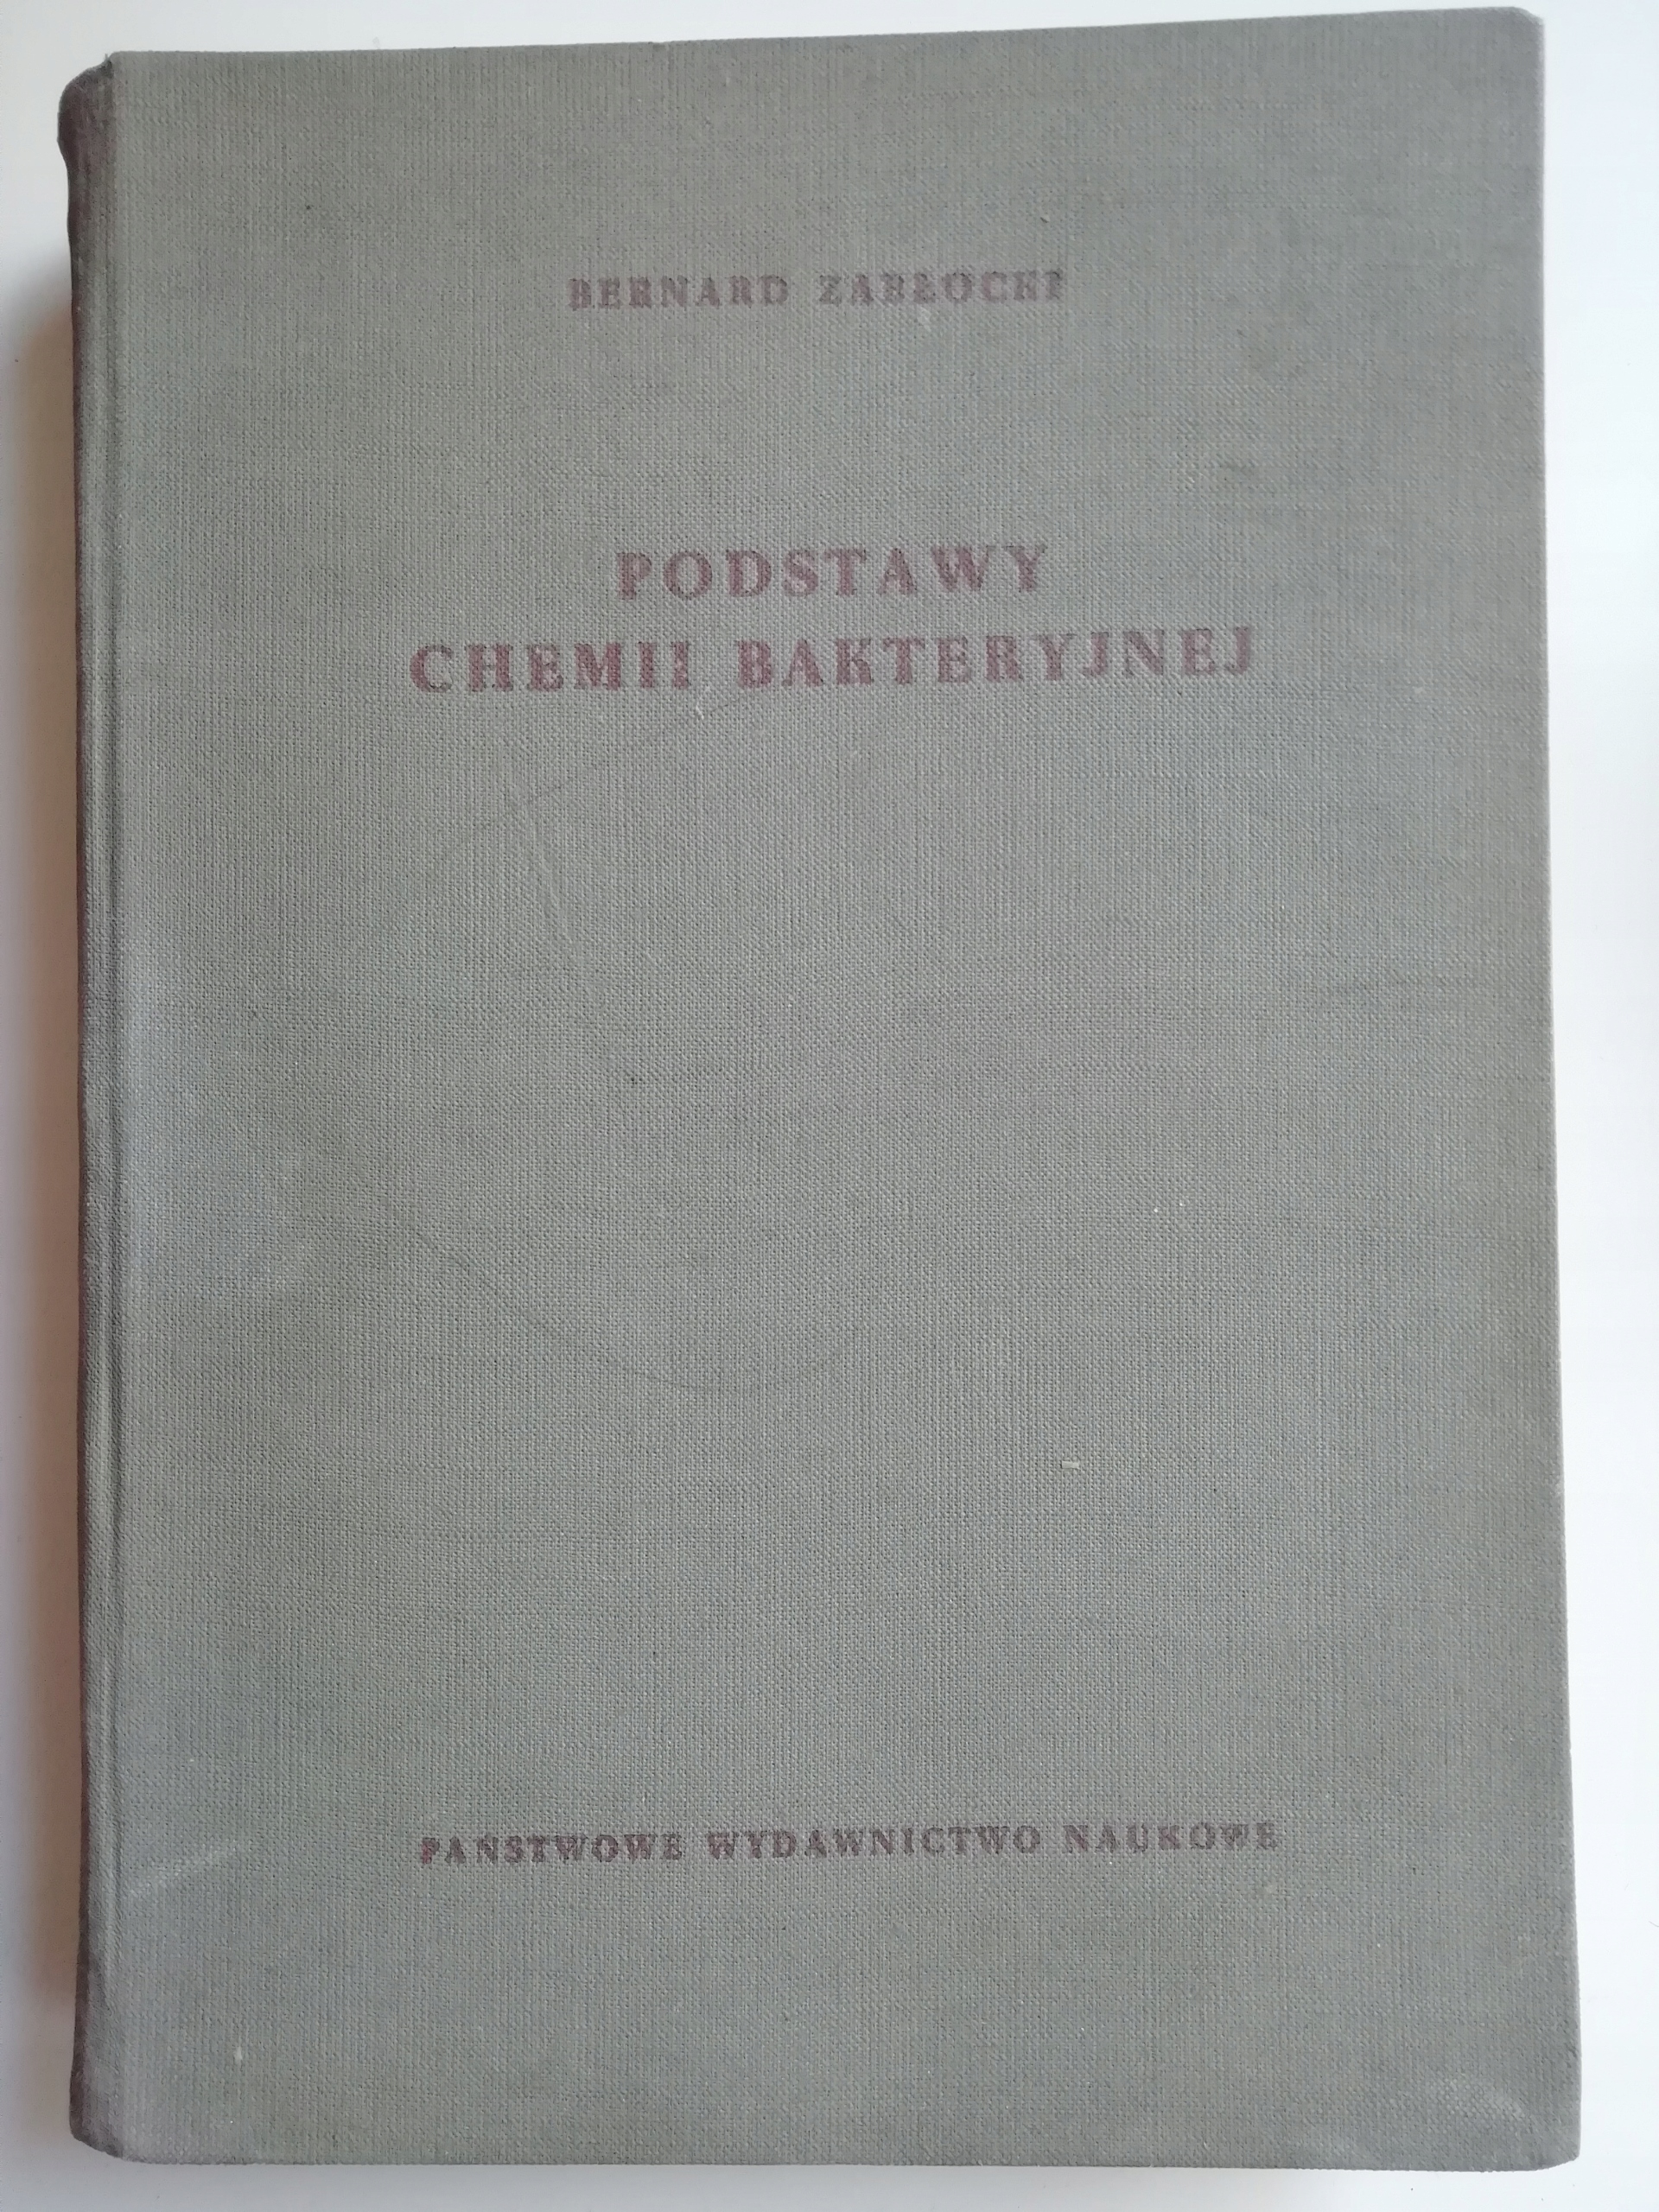 BERNARD ZABŁOCKI
PODSTAWY
CHEMII BAKTERYJNEJ
PAŃSTWOWE WYDAWNICTWO NAUKOWE